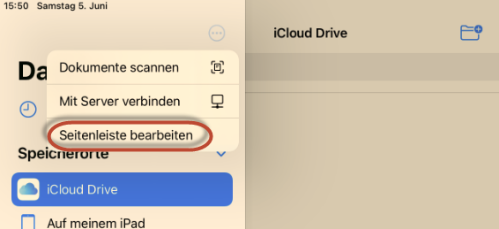 15:50 Samstag 5. Juni
iCloud Drive
Da
Dokumente scannen
Mit Server verbinden
Seitenleiste bearbeiten
Speicherorte
iCloud Drive
Auf meinem iPad